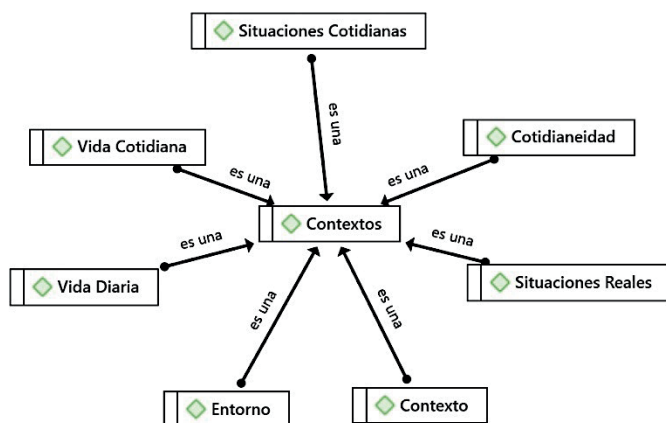 Situaciones Cotidianas
es una
Vida Cotidiana
Cotidianeidad
es una
es una
Contextos
es una
es una
Vida Diaria
Situaciones Reales
es una
es una
Entorno
Contexto